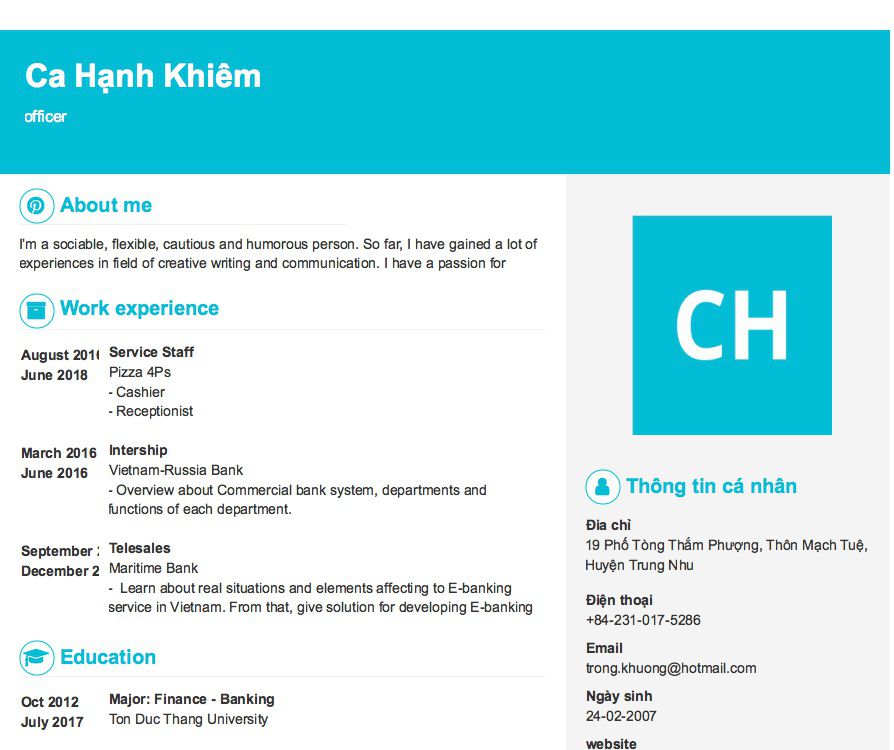 Ca Hạnh Khiêm
officer
About me
I'm a sociable, flexible, cautious and humorous person. So far, I have gained a lot of
experiences in field of creative writing and communication. I have a passion for
Work experience
August 2016
June 2018
Service Staff
Pizza 4Ps
- Cashier
- Receptionist
March 2016
June 2016
Intership
Vietnam-Russia Bank
- Overview about Commercial bank system, departments and
functions of each department.
September
December 2
Telesales
Maritime Bank
- Learn about real situations and elements affecting to E-banking
service in Vietnam. From that, give solution for developing E-banking
Education
Oct 2012
July 2017
Major: Finance - Banking
Ton Duc Thang University
CH
Thông tin cá nhân
Đia chỉ
19 Phố Tòng Thắm Phượng, Thôn Mạch Tuệ,
Huyện Trung Nhu
Điện thoại
+84-231-017-5286
Email
trong.khuong@hotmail.com
Ngày sinh
24-02-2007
website